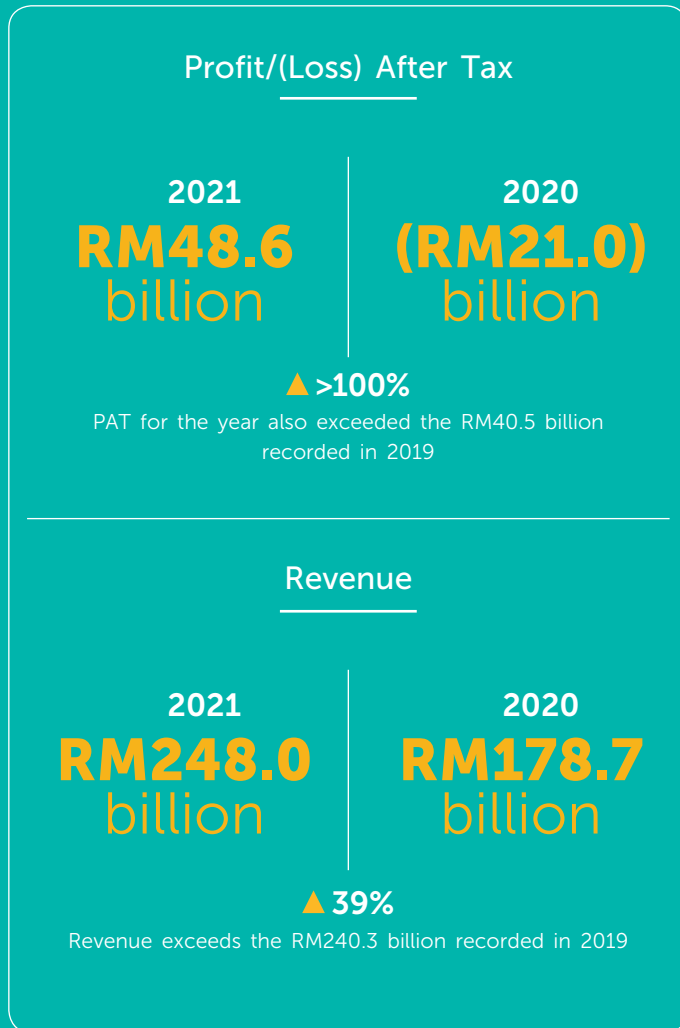 Profit/(Loss) After Tax
2021
RM48.6
billion
2020
(RM21.0)
billion
▲ >100%
PAT for the year also exceeded the RM40.5 billion
recorded in 2019
Revenue
2021
RM248.0
billion
2020
RM178.7
billion
▲ 39%
Revenue exceeds the RM240.3 billion recorded in 2019